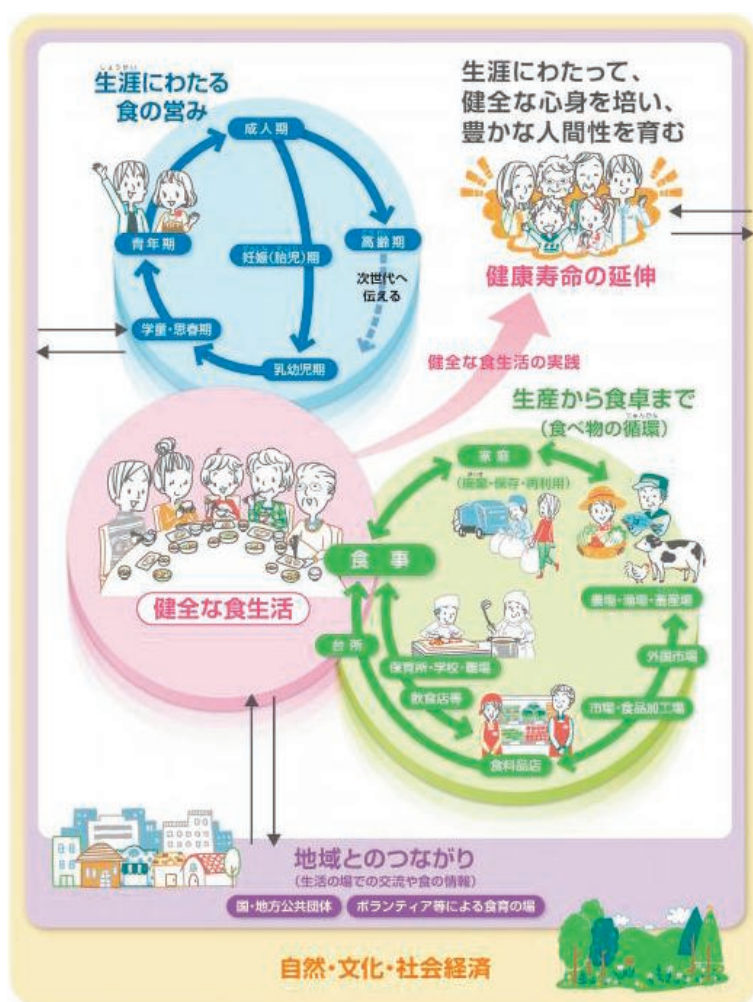 しょうがい
生涯にわたる
食の営み
成人期
青年期
妊娠(胎児)期
高齢期
次世代へ
伝える
学童・思春期
乳幼児期
生涯にわたって、
健全な心身を培い、
豊かな人間性を育む
健康寿命の延伸
健全な食生活の実践
生産から食卓まで
(食べ物の循環)
じゅんかん
家庭
(廃棄・保存・再利用)
食事
健全な食生活
台所
保育所・学校・職場
飲食店等
食料品店
農場・漁場・畜産場
外国市場
市場・食品加工場
地域とのつながり
(生活の場での交流や食の情報)
国・地方公共団体
ボランティア等による食育の場
自然・文化・社会経済